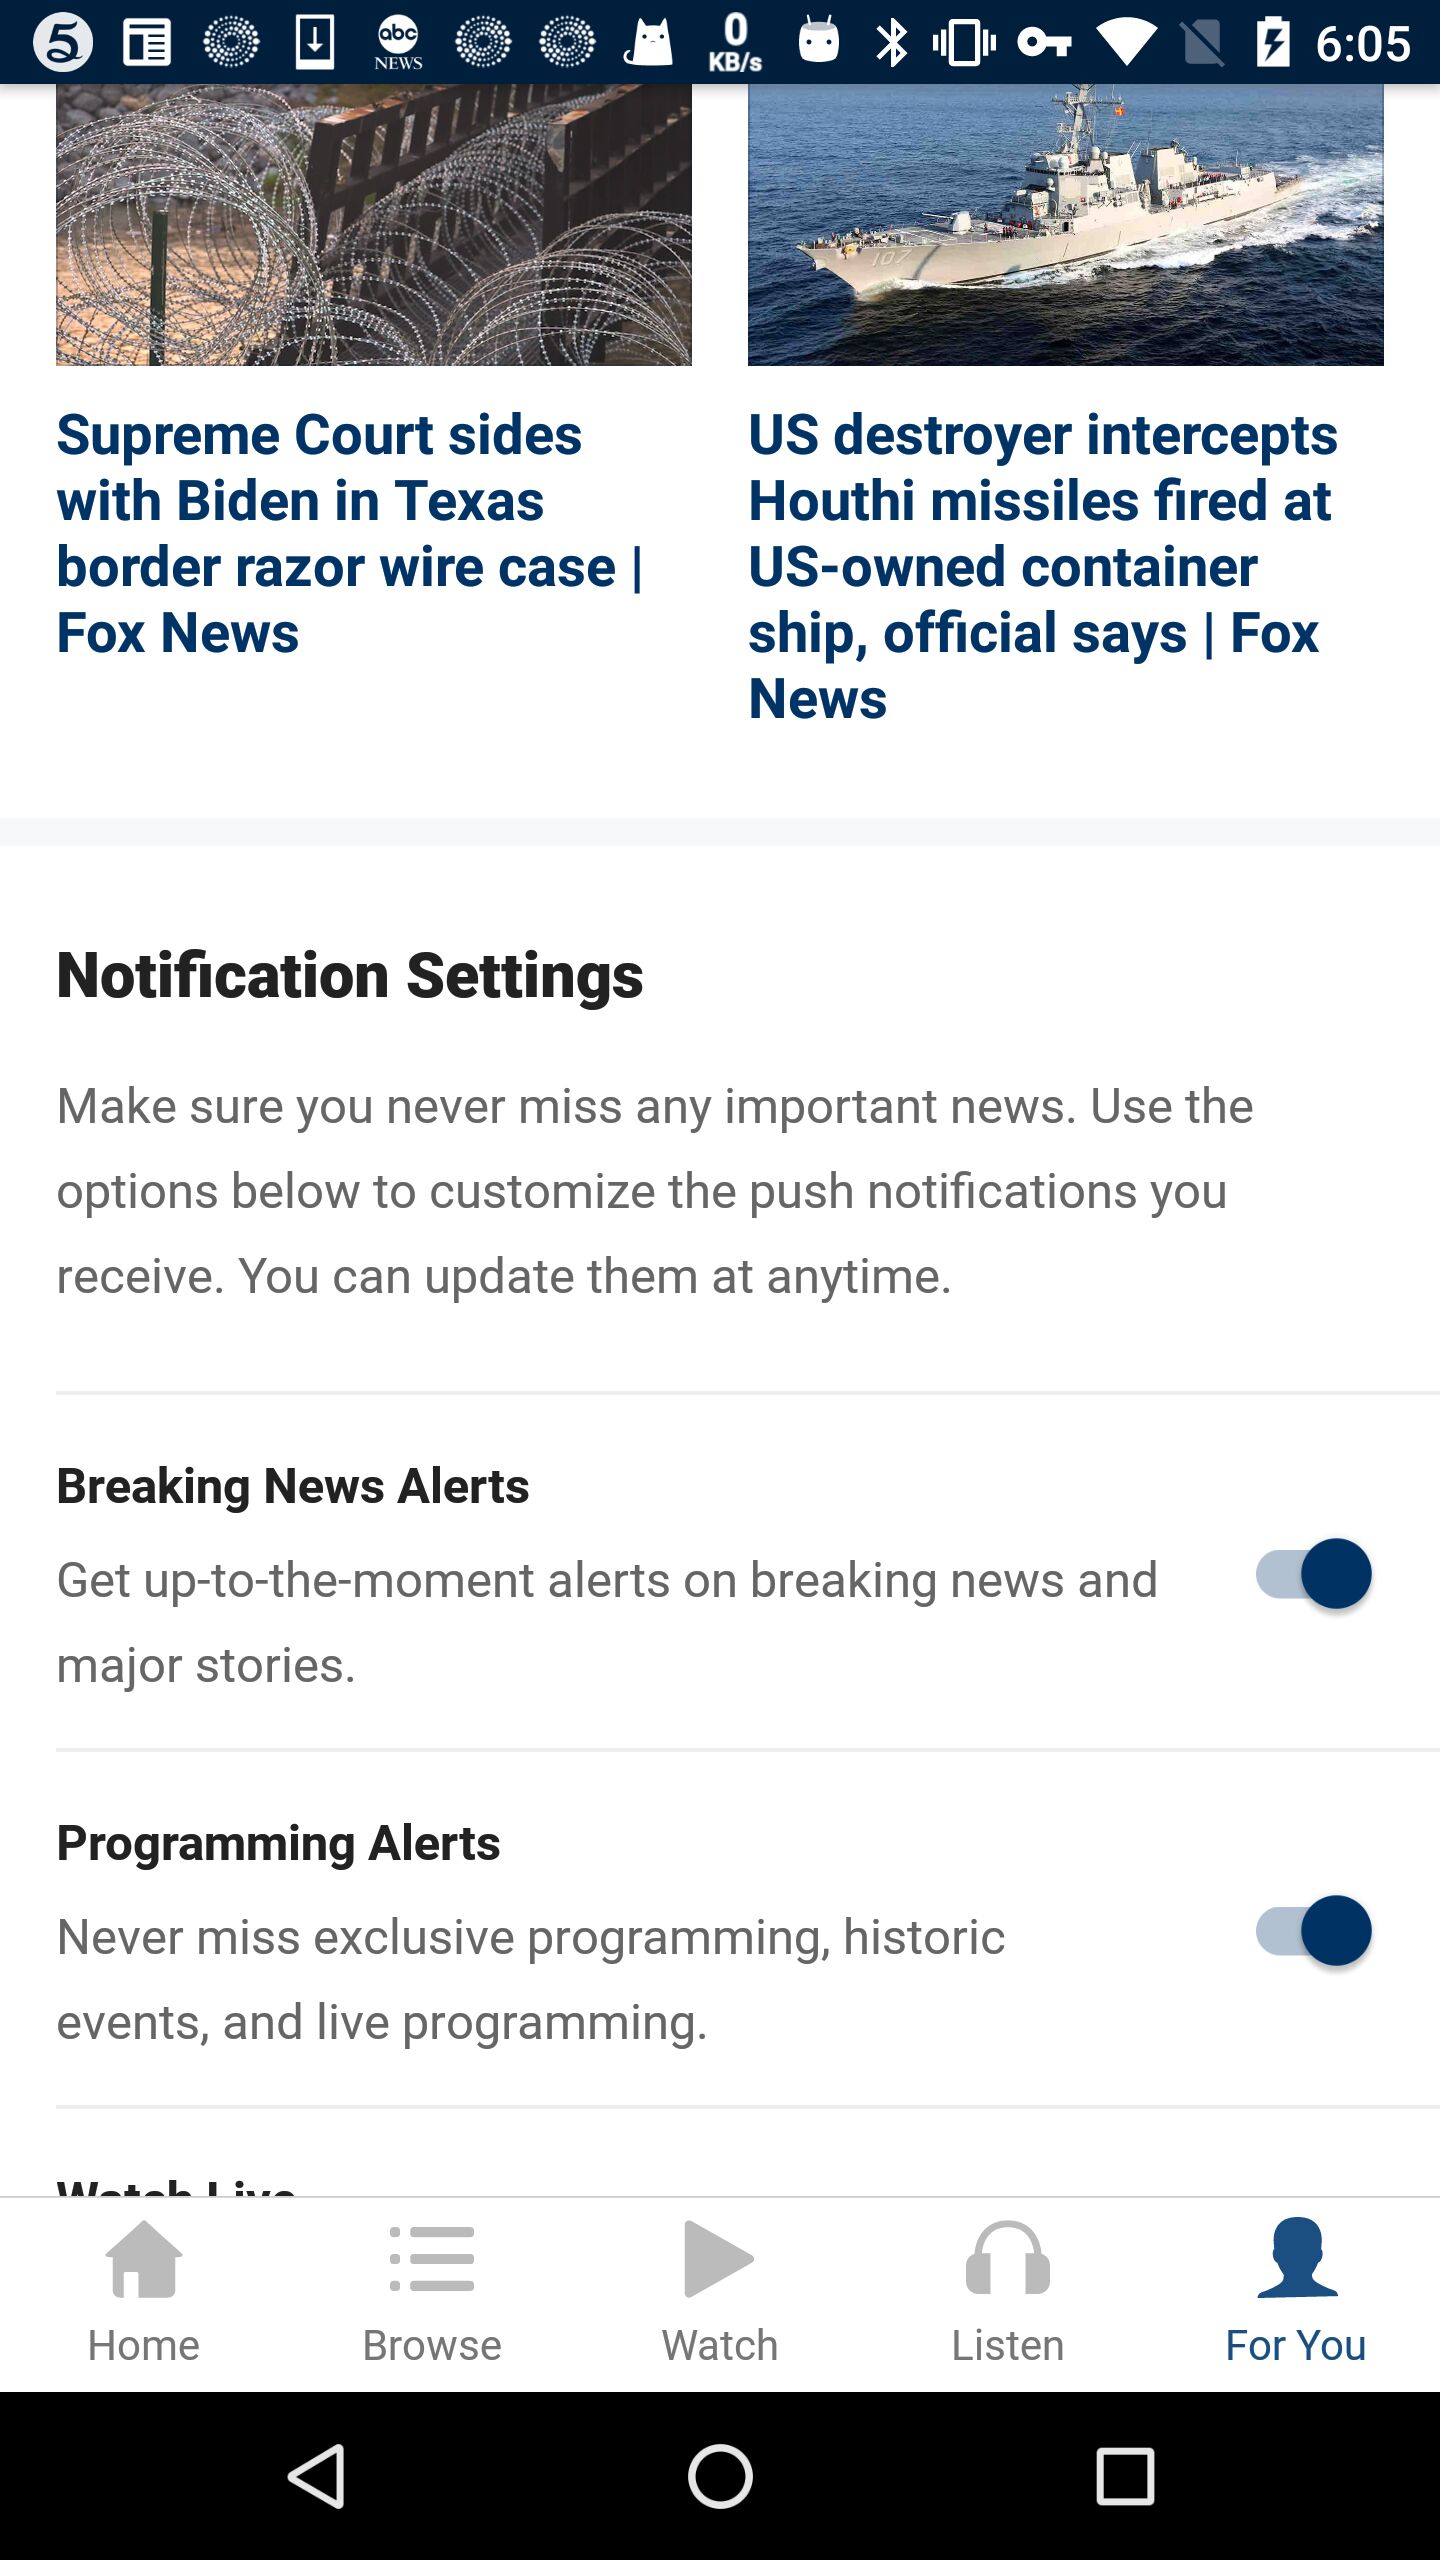 5
abc
NEWS
0
KB/s
6:05
107
Supreme Court sides
with Biden in Texas
border razor wire case |
Fox News
US destroyer intercepts
Houthi missiles fired at
US-owned container
ship, official says | Fox
News
Notification Settings
Make sure you never miss any important news. Use the
options below to customize the push notifications you
receive. You can update them at anytime.
Breaking News Alerts
Get up-to-the-moment alerts on breaking news and
major stories.
Programming Alerts
Never miss exclusive programming, historic
events, and live programming.
Watch Live
Home
Browse
Watch
Listen
For You